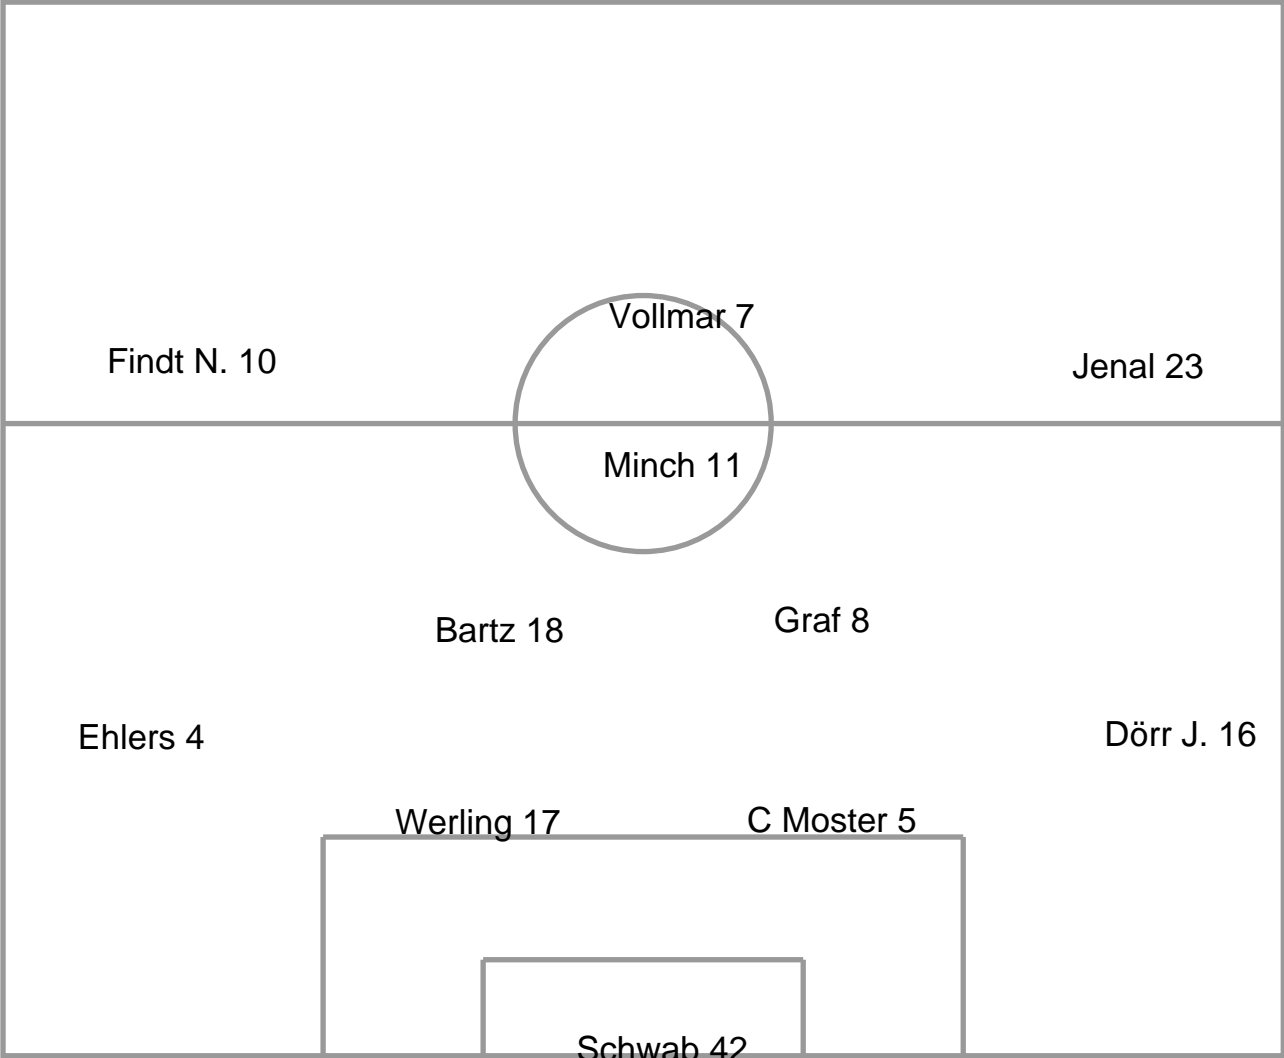 Vollmar 7
Findt N. 10
Jenal 23
Minch 11
Bartz 18
Graf 8
Ehlers 4
Dörr J. 16
Werling 17
C Moster 5
Schwab 42